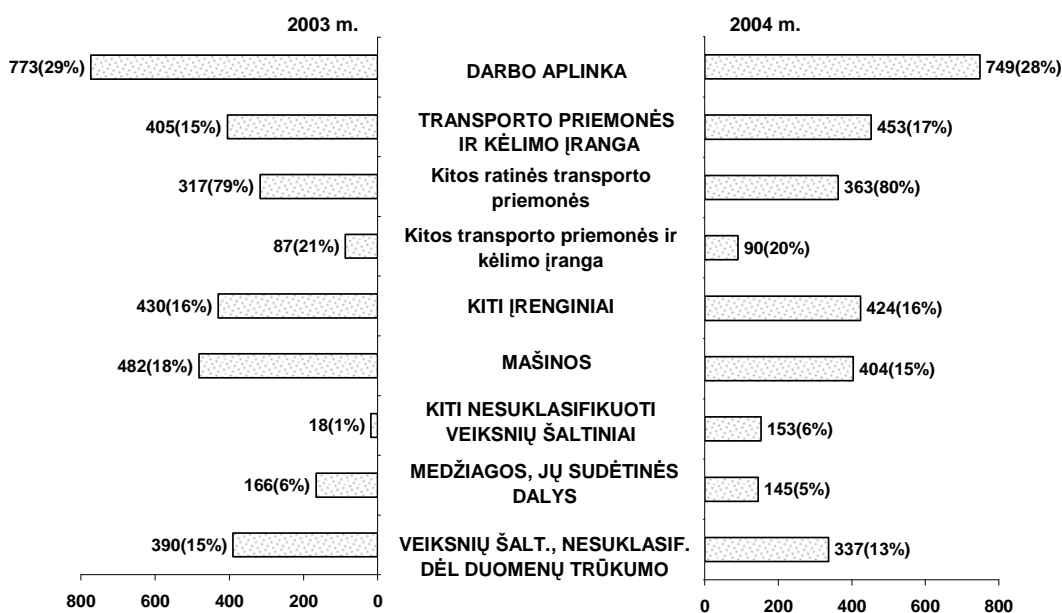 2003 m.
2004 m.
773(29%)
DARBO APLINKA
749(28%)
405(15%)
TRANSPORTO PRIEMONĖS
IR KĖLIMO ĮRANGA
453(17%)
317(79%)
Kitos ratinės transporto
priemonės
363(80%)
87(21%)
Kitos transporto priemonės ir
kėlimo įranga
90(20%)
430(16%)
KITI ĮRENGINIAI
424(16%)
482(18%)
MAŠINOS
404(15%)
18(1%)
KITI NESUKLASIFIKUOTI
VEIKSNIŲ ŠALTINIAI
153(6%)
166(6%)
MEDŽIAGOS, JŲ SUDĖTINĖS
DALYS
145(5%)
390(15%)
VEIKSNIŲ ŠALT., NESUKLASIF.
DĖL DUOMENŲ TRŪKUMO
337(13%)
800 600 400 200 0
0 200 400 600 800